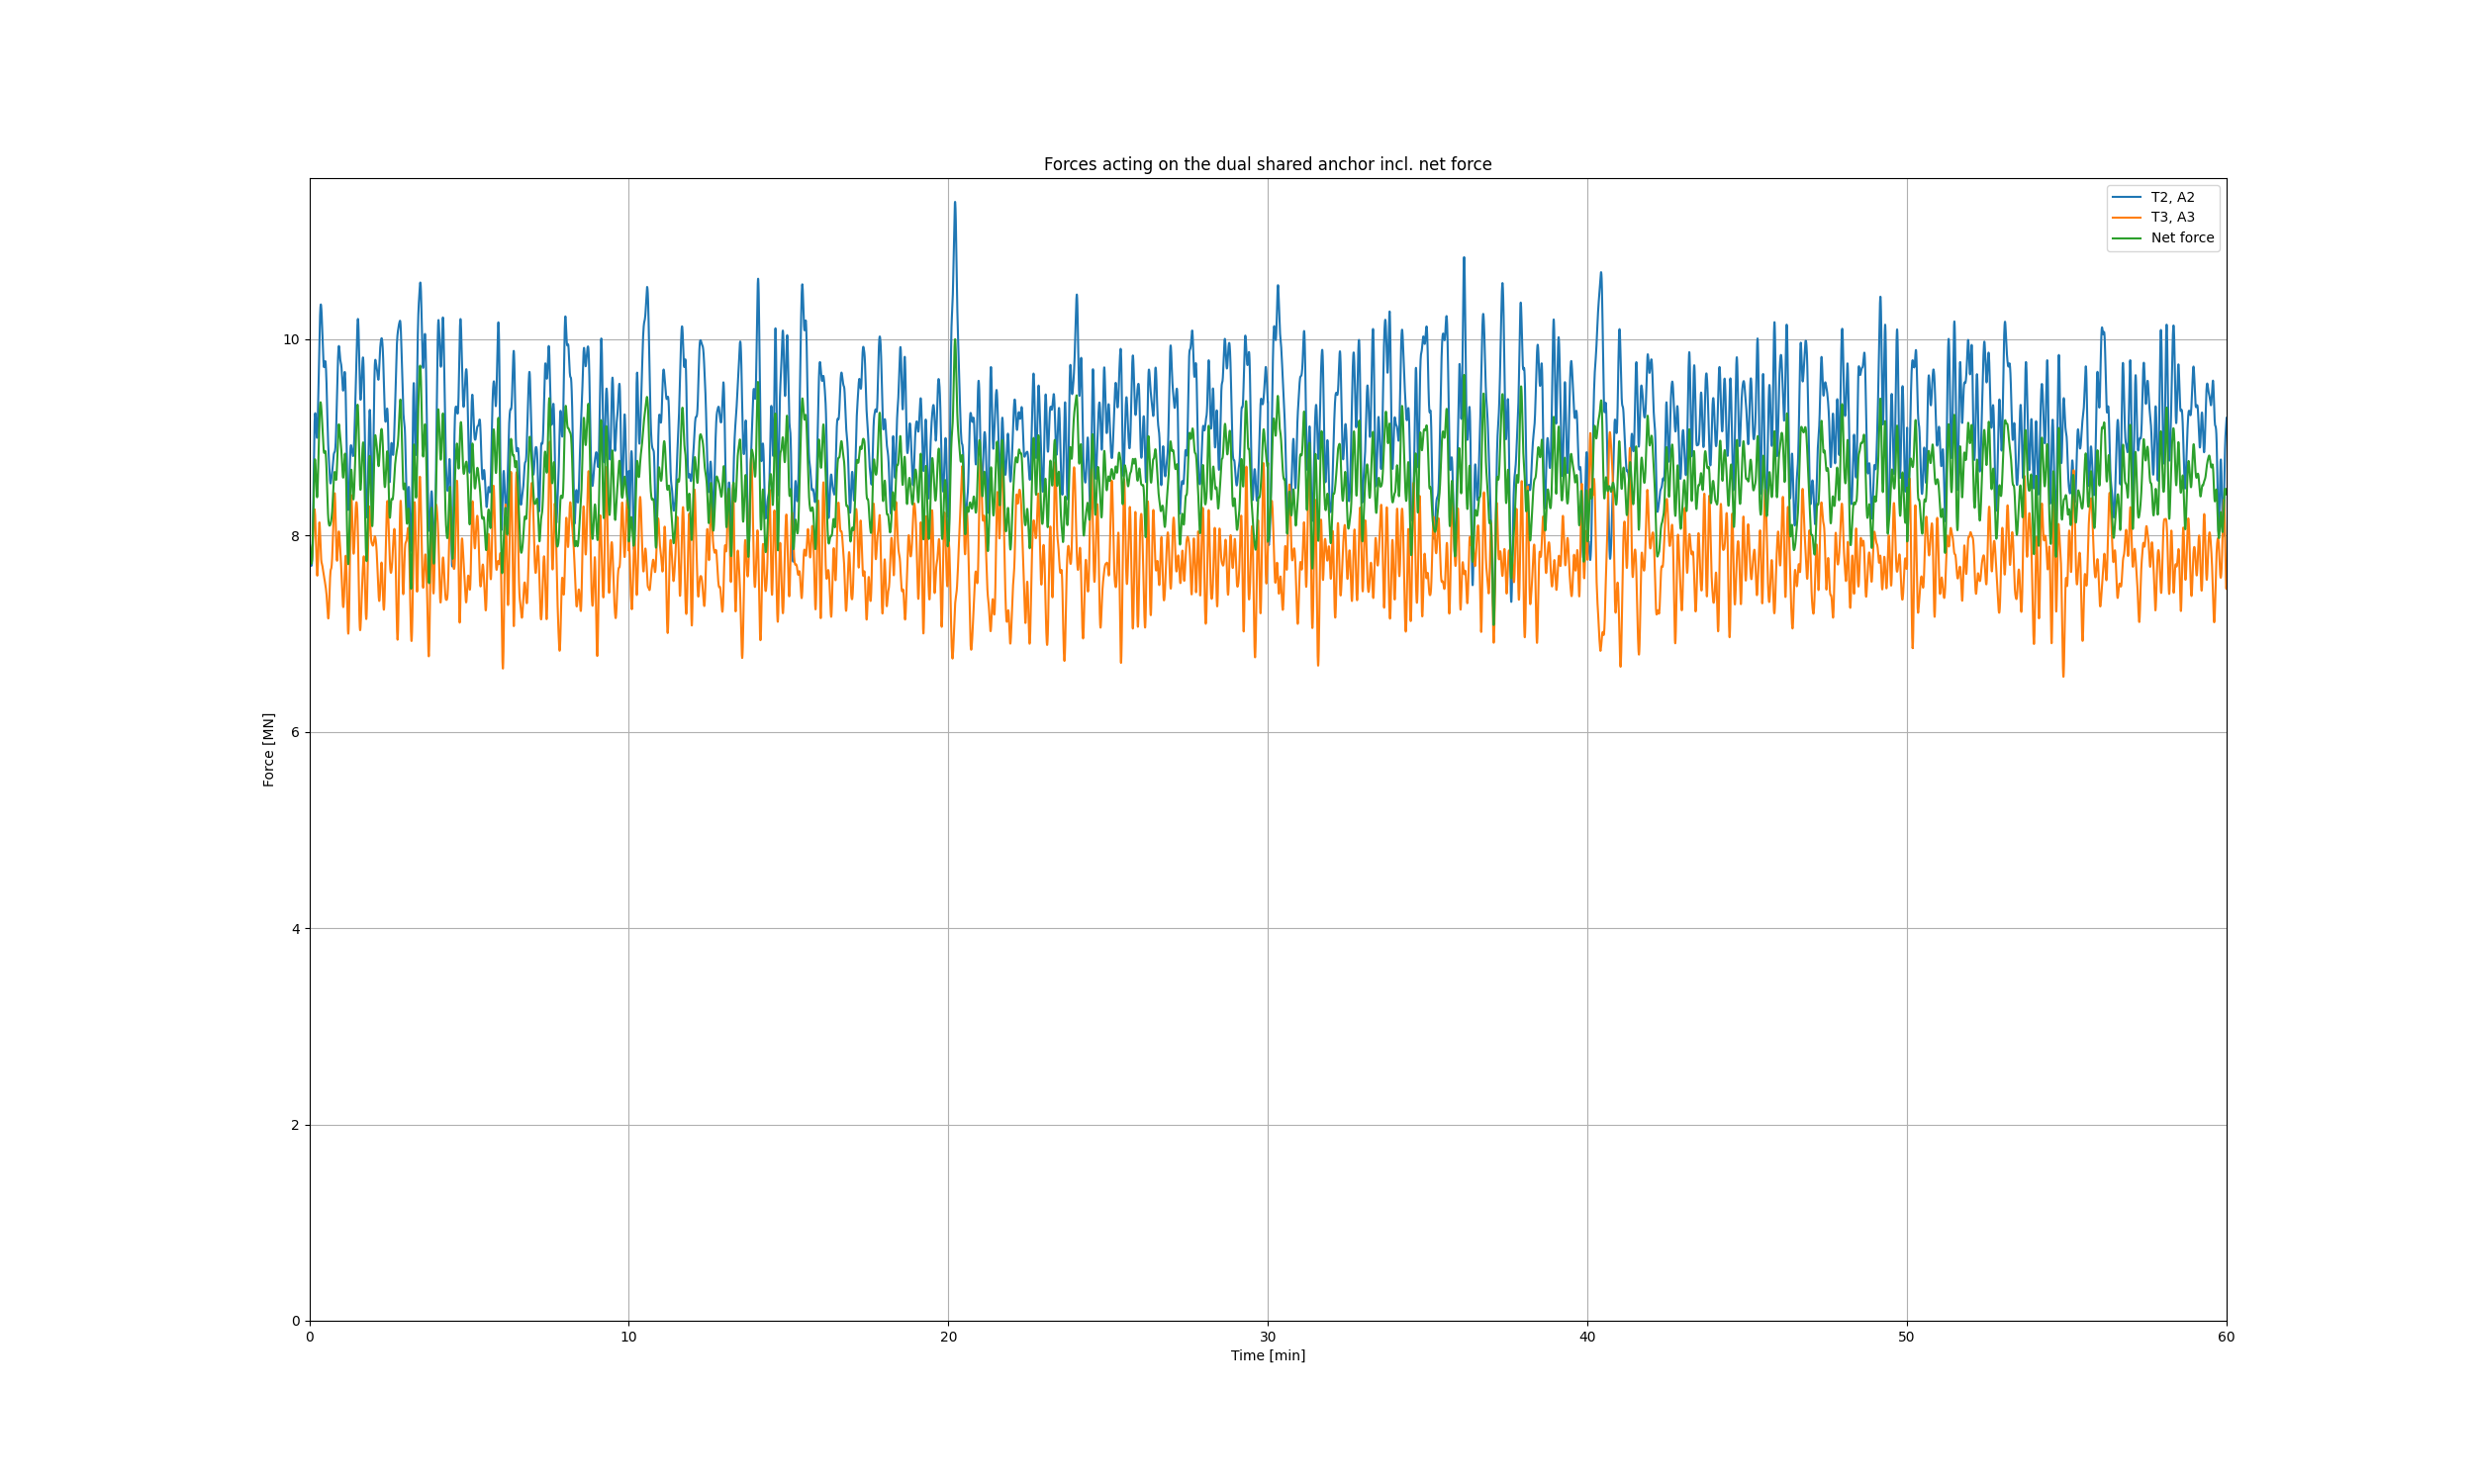 Forces acting on the dual shared anchor incl. net force
T2, A2
T3, A3
Net force
10
8
6
4
2
0
Force [MN]
0 10 20 30 40 50 60
Time [min]